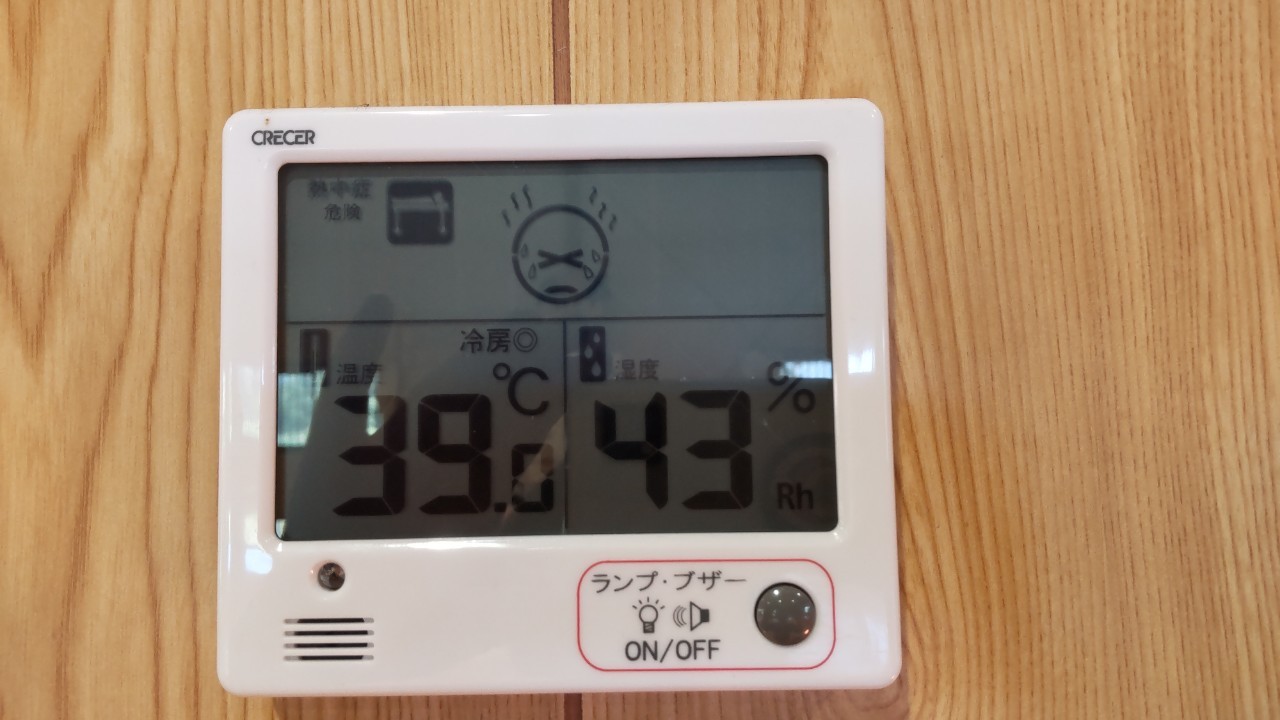 CRECER
熱中症
危険
冷房◎
温度
℃
39.0
湿度
%
43
Rh
ランプ・ブザー
ON/OFF